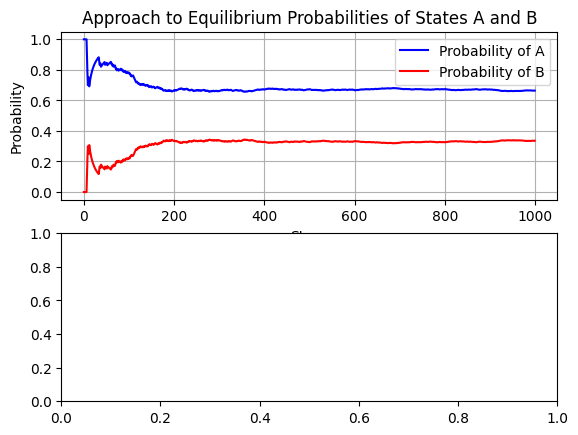 Approach to Equilibrium Probabilities of States A and B
1.0
0.8
0.6
0.4
0.2
0.0
Probability
Probability of A
Probability of B
0 200 400 600 800 1000
1.0
0.8
0.6
0.4
0.2
0.0
0.0 0.2 0.4 0.6 0.8 1.0